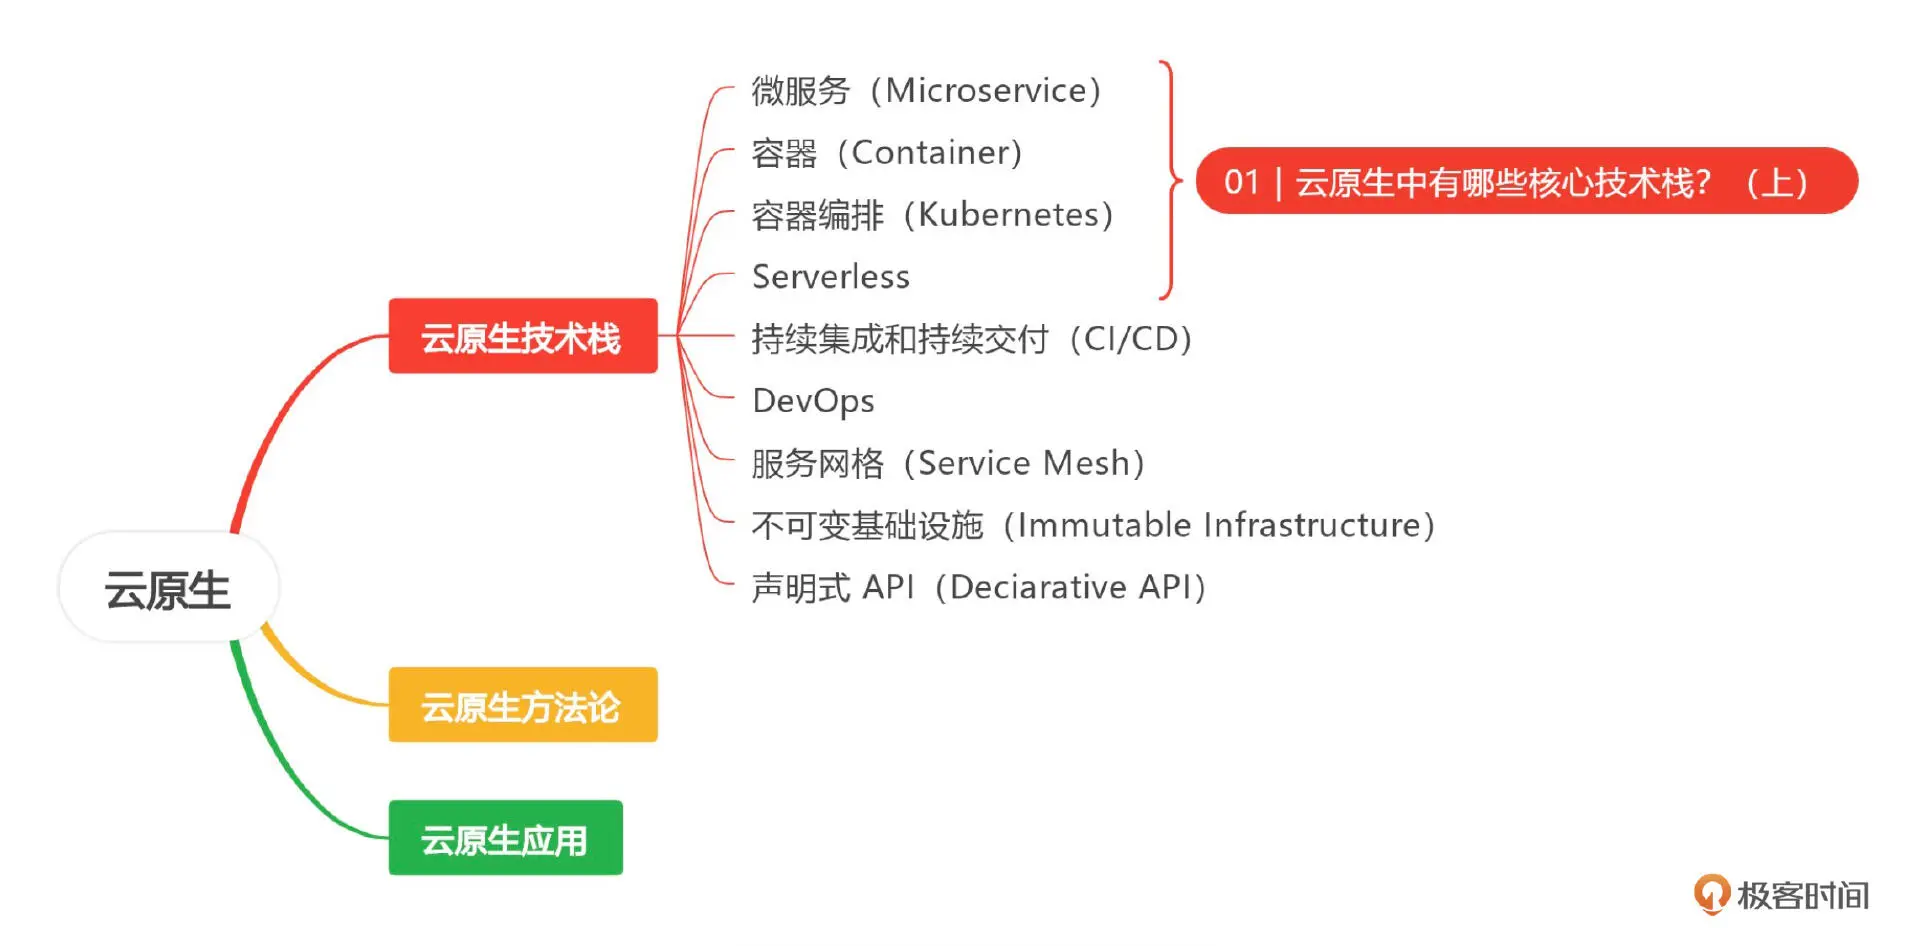 微服务（Microservice）
容器（Container）
容器编排（Kubernetes）
Serverless
01 | 云原生中有哪些核心技术栈？（上）
云原生技术栈
持续集成和持续交付（CI/CD）
DevOps
服务网格（Service Mesh）
不可变基础设施（Immutable Infrastructure）
声明式 API（Deciarative API）
云原生
云原生方法论
云原生应用
极客时间